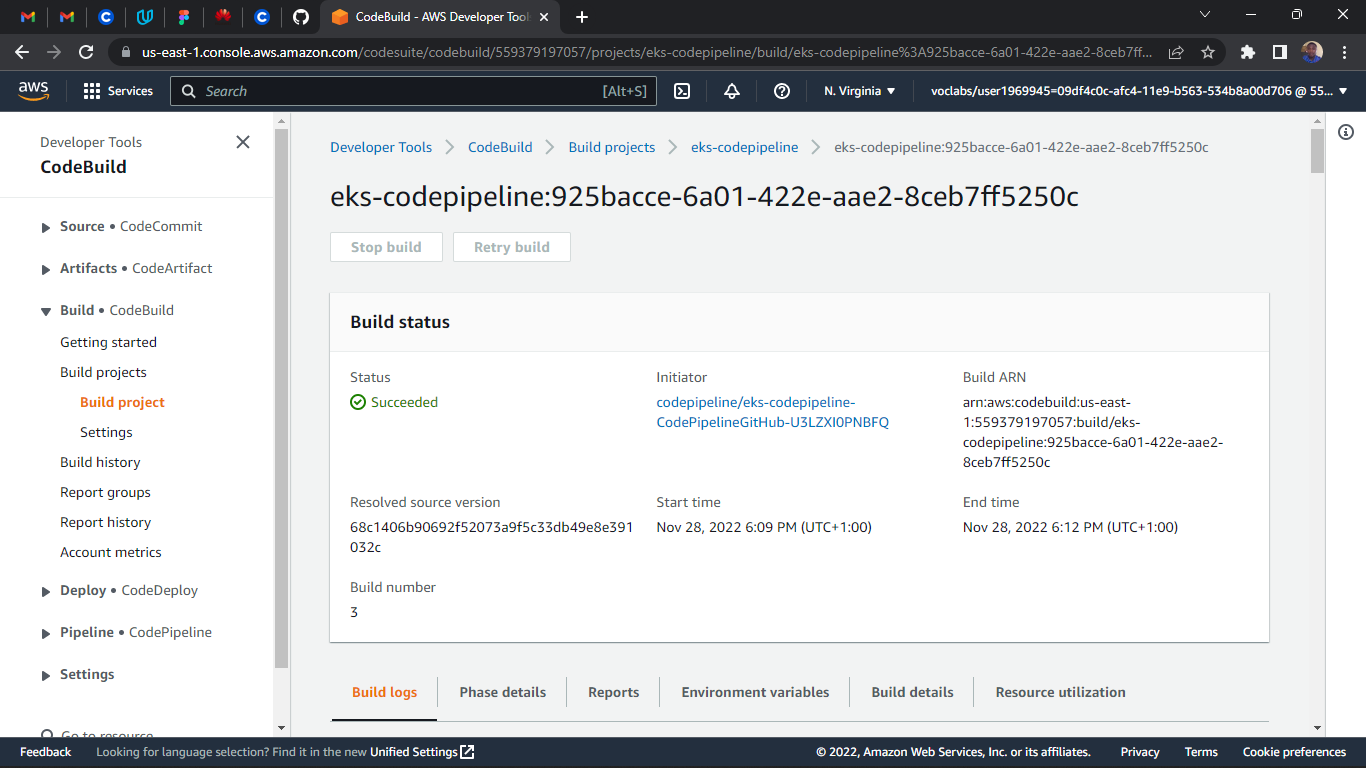 CodeBuild - AWS Developer Tool
us-east-1.console.aws.amazon.com/codesuite/codebuild/559379197057/projects/eks-codepipeline/build/eks-codepipeline%3A925bacce-6a01-422e-aae2-8ceb7ff...
aws
Services
Search
[Alt+S]
N. Virginia
voclabs/user1969945=09df4c0c-afc4-11e9-b563-534b8a00d706 @ 55...
Developer Tools
CodeBuild
Source • CodeCommit
Artifacts • CodeArtifact
Build • CodeBuild
Getting started
Build projects
Build project
Settings
Build history
Report groups
Report history
Account metrics
Deploy • CodeDeploy
Pipeline • CodePipeline
Settings
Go to resource
Developer Tools
CodeBuild
Build projects
eks-codepipeline
eks-codepipeline:925bacce-6a01-422e-aae2-8ceb7ff5250c
eks-codepipeline:925bacce-6a01-422e-aae2-8ceb7ff5250c
Stop build
Retry build
Build status
Status
Succeeded
Initiator
codepipeline/eks-codepipeline-
CodePipelineGitHub-U3LZXI0PNBFQ
Build ARN
arn:aws:codebuild:us-east-
1:559379197057:build/eks-
codepipeline:925bacce-6a01-422e-aae2-
8ceb7ff5250c
Resolved source version
68c1406b90692f52073a9f5c33db49e8e391
032c
Start time
Nov 28, 2022 6:09 PM (UTC+1:00)
End time
Nov 28, 2022 6:12 PM (UTC+1:00)
Build number
3
Build logs
Phase details
Reports
Environment variables
Build details
Resource utilization
Feedback
Looking for language selection? Find it in the new Unified Settings
© 2022, Amazon Web Services, Inc. or its affiliates.
Privacy
Terms
Cookie preferences